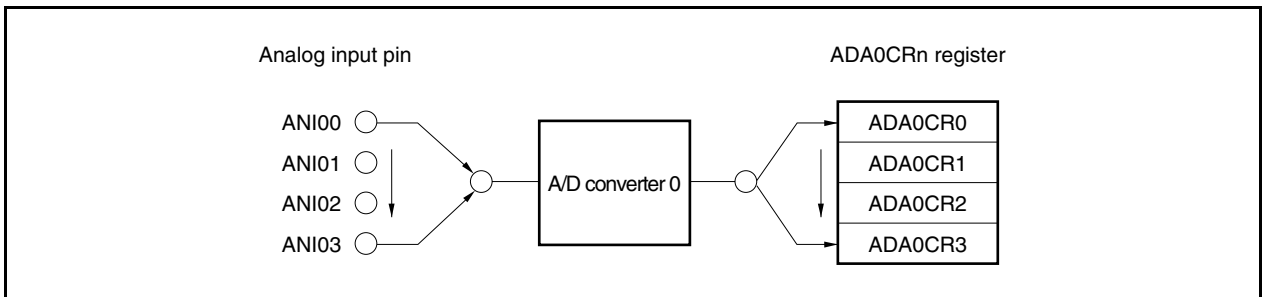 Analog input pin
ADA0CRn register
ANI00
ANI01
ANI02
ANI03
A/D converter 0
ADA0CR0
ADA0CR1
ADA0CR2
ADA0CR3